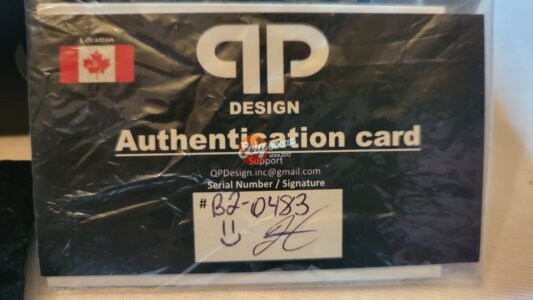 Location
QP
DESIGN
Authentication card
Support
QPDesign.inc@gmail.com
Serial Number / Signature
# B2-0483